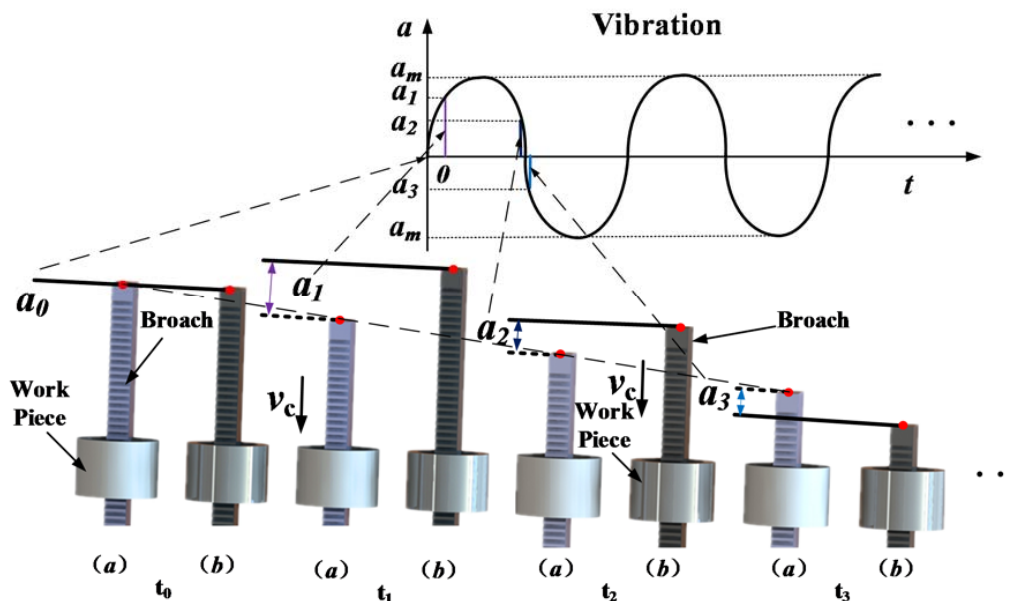 a Vibration
a_m
a_1
a_2
0
a_3
t
a_m
. . .
a_0
a_1
a_2
a_3
Broach
Broach
Work
Piece
v_c
v_c
Work
Piece
. .
(a) (b) (a) (b) (a) (b) (a) (b)
t_0 t_1 t_2 t_3